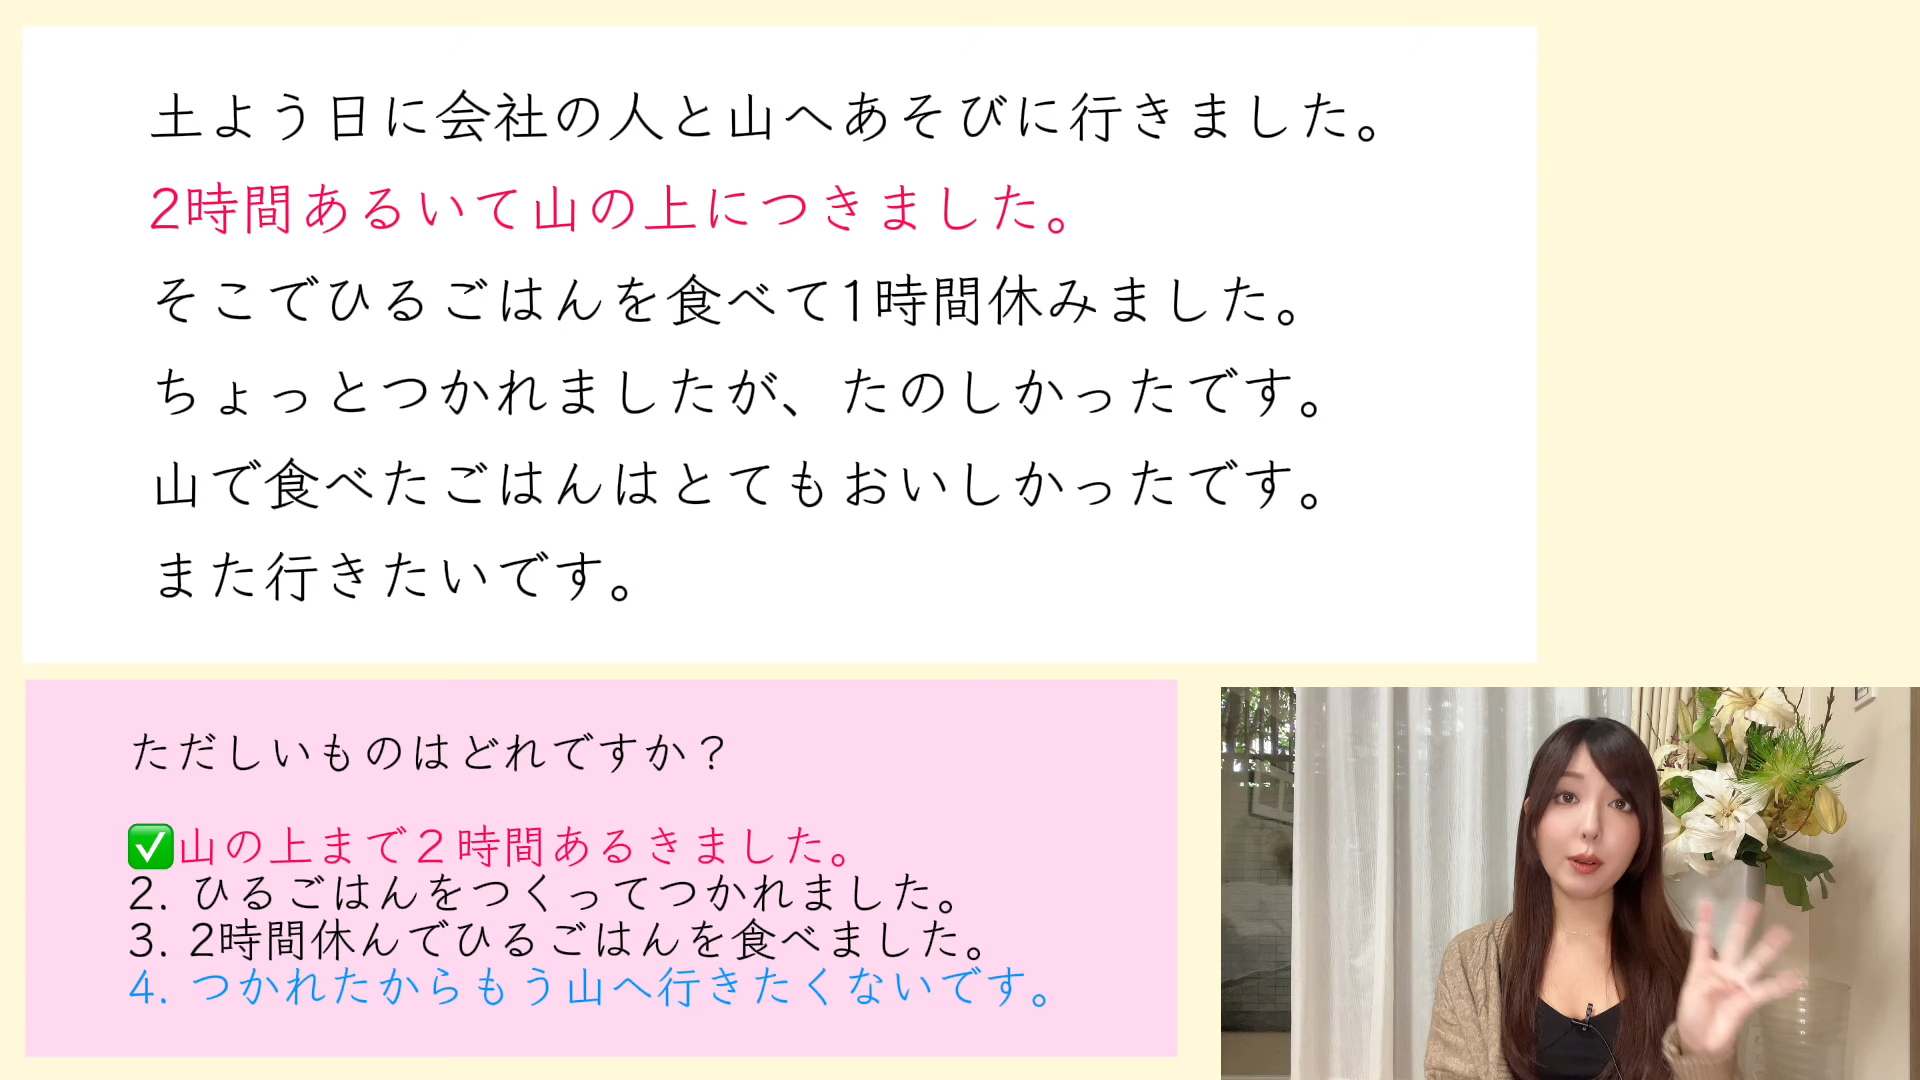 土よう日に会社の人と山へあそびに行きました。
2時間あるいて山の上につきました。
そこでひるごはんを食べて1時間休みました。
ちょっとつかれましたが、たのしかったです。
山で食べたごはんはとてもおいしかったです。
また行きたいです。
ただしいものはどれですか？
✅山の上まで２時間あるきました。
2. ひるごはんをつくってつかれました。
3. 2時間休んでひるごはんを食べました。
4. つかれたからもう山へ行きたくないです。